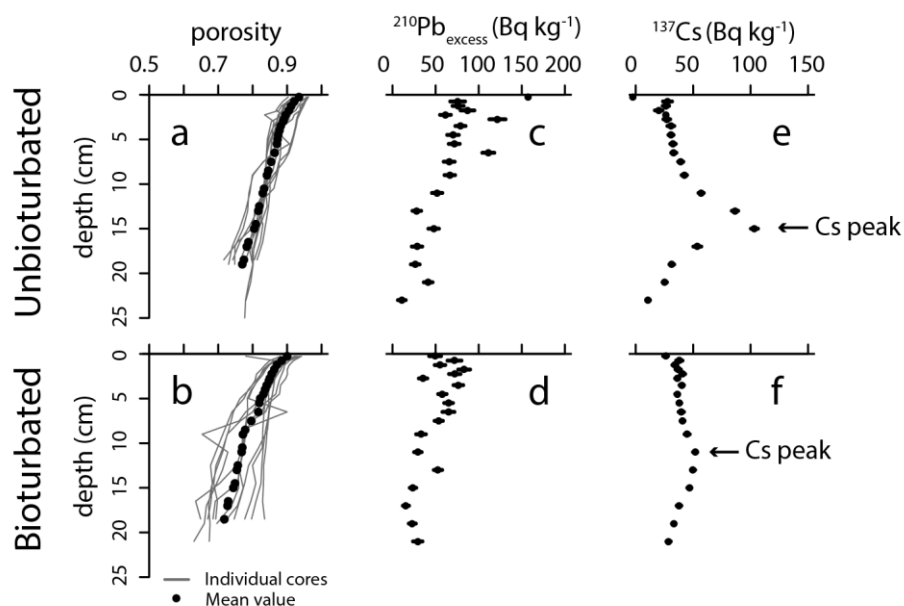 porosity
0.5 0.7 0.9
²¹⁰Pb excess (Bq kg⁻¹)
0 50 100 150 200
¹³⁷Cs (Bq kg⁻¹)
0 50 100 150
Unbioturbated
depth (cm)
0
5
10
15
20
25
a
c
e
← Cs peak
Bioturbated
depth (cm)
0
5
10
15
20
25
b
d
f
← Cs peak
Individual cores
Mean value